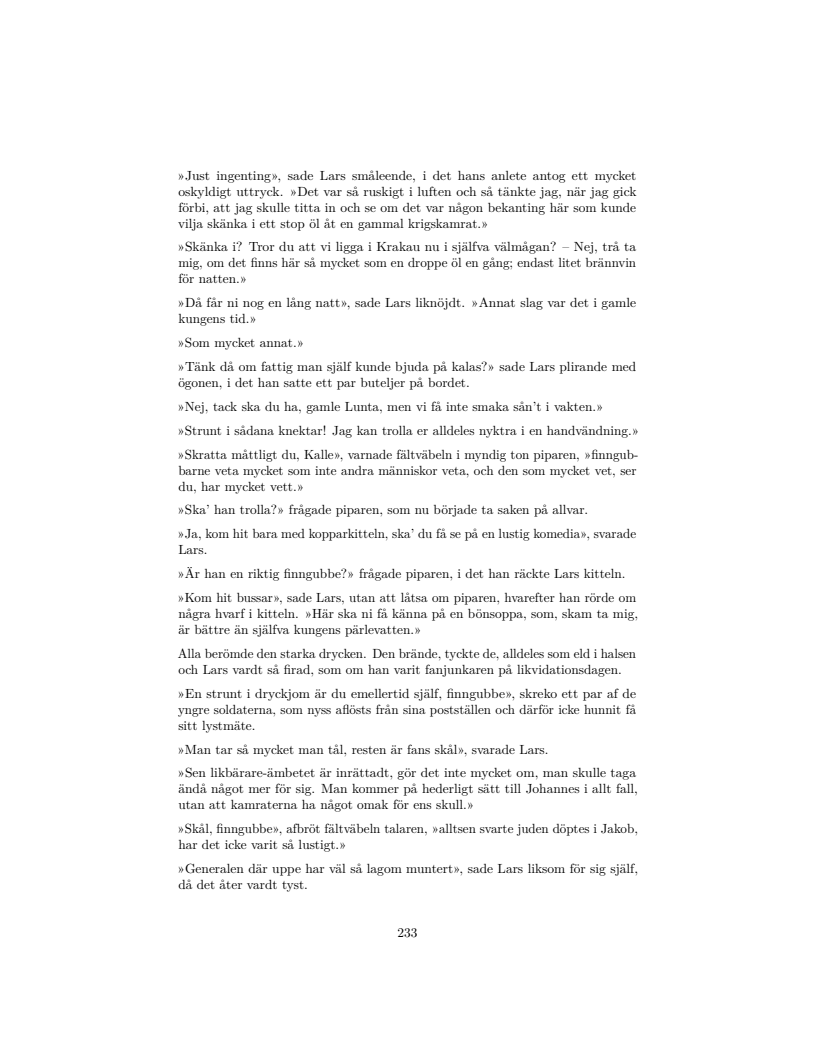 »Just ingenting», sade Lars småleende, i det hans anlete antog ett mycket
oskyldigt uttryck. »Det var så ruskigt i luften och så tänkte jag, när jag gick
förbi, att jag skulle titta in och se om det var någon bekanting här som kunde
vilja skänka i ett stop öl åt en gammal krigskamrat.»
»Skänka i? Tror du att vi ligga i Krakau nu i själfva välmågan? – Nej, trå ta
mig, om det finns här så mycket som en droppe öl en gång; endast litet brännvin
för natten.»
»Då får ni nog en lång natt», sade Lars liknöjdt. »Annat slag var det i gamle
kungens tid.»
»Som mycket annat.»
»Tänk då om fattig man själf kunde bjuda på kalas?» sade Lars plirande med
ögonen, i det han satte ett par buteljer på bordet.
»Nej, tack ska du ha, gamle Lunta, men vi få inte smaka sån't i vakten.»
»Strunt i sådana knektar! Jag kan trolla er alldeles nyktra i en handvändning.»
»Skratta måttligt du, Kalle», varnade fältväbeln i myndig ton piparen, »finngub-
barne veta mycket som inte andra människor veta, och den som mycket vet, ser
du, har mycket vett.»
»Ska' han trolla?» frågade piparen, som nu började ta saken på allvar.
»Ja, kom hit bara med kopparkitteln, ska' du få se på en lustig komedia», svarade
Lars.
»Är han en riktig finngubbe?» frågade piparen, i det han räckte Lars kitteln.
»Kom hit bussar», sade Lars, utan att låtsa om piparen, hvarefter han rörde om
några hvarf i kitteln. »Här ska ni få känna på en bönsoppa, som, skam ta mig,
är bättre än själfva kungens pärlevatten.»
Alla berömde den starka drycken. Den brände, tyckte de, alldeles som eld i halsen
och Lars vardt så firad, som om han varit fanjunkaren på likvidationsdagen.
»En strunt i dryckjom är du emellertid själf, finngubbe», skreko ett par af de
yngre soldaterna, som nyss aflösts från sina postställen och därför icke hunnit få
sitt lystmäte.
»Man tar så mycket man tål, resten är fans skål», svarade Lars.
»Sen likbärare-ämbetet är inrättadt, gör det inte mycket om, man skulle taga
ändå något mer för sig. Man kommer på hederligt sätt till Johannes i allt fall,
utan att kamraterna ha något omak för ens skull.»
»Skål, finngubbe», afbröt fältväbeln talaren, »alltsen svarte juden döptes i Jakob,
har det icke varit så lustigt.»
»Generalen där uppe har väl så lagom muntert», sade Lars liksom för sig själf,
då det åter vardt tyst.
233